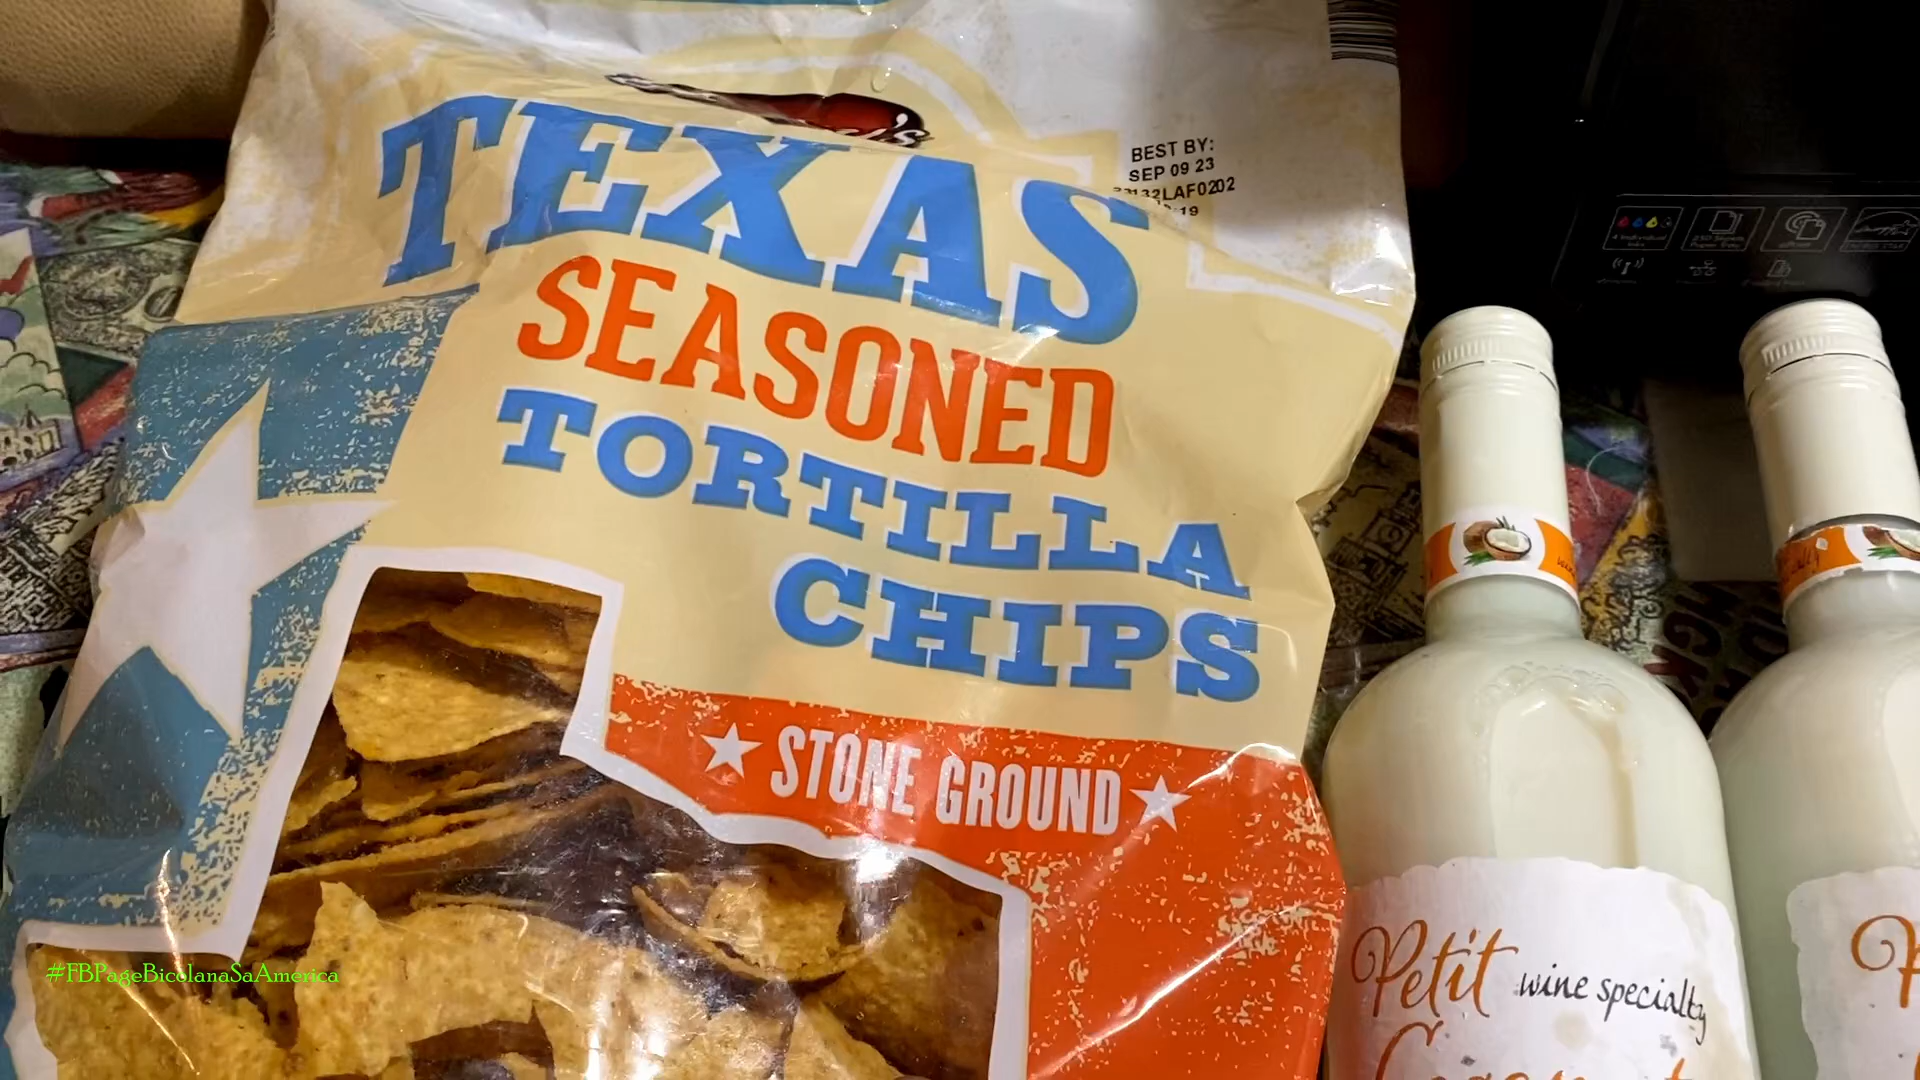 TEXAS
SEASONED
TORTILLA
CHIPS
★ STONE GROUND ★
BEST BY:
SEP 09 23
Petit wine specialty
#FBPageBicolanaSaAmerica